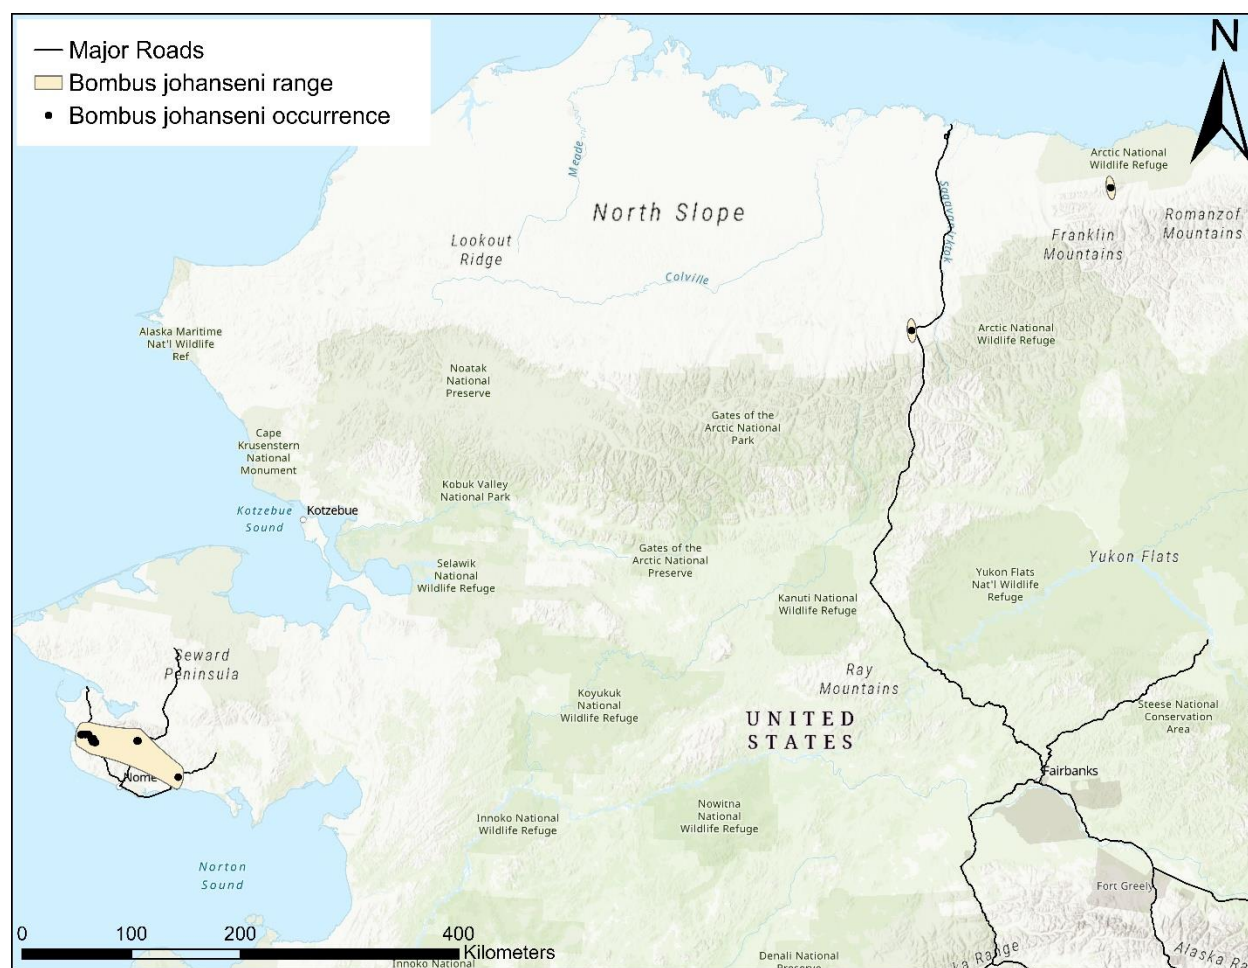 Major Roads
Bombus johanseni range
Bombus johanseni occurrence
N
Meade
Sagavanirktok
Arctic National
Wildlife Refuge
North Slope
Romanzof
Mountains
Lookout
Ridge
Franklin
Mountains
Colville
Alaska Maritime
Nat'l Wildlife
Ref
Arctic National
Wildlife Refuge
Noatak
National
Preserve
Gates of the
Arctic National
Park
Cape
Krusenstern
National
Monument
Kobuk Valley
National Park
Kotzebue
Sound
Kotzebue
Gates of the
Arctic National
Preserve
Yukon Flats
Selawik
National
Wildlife Refuge
Yukon Flats
Nat'l Wildlife
Refuge
Kanuti National
Wildlife Refuge
Seward
Peninsula
Ray
Mountains
Koyukuk
National
Wildlife Refuge
Steese National
Conservation
Area
UNITED
STATES
Nome
Fairbanks
Innoko National
Wildlife Refuge
Nowitna
National
Wildlife Refuge
Norton
Sound
Fort Greely
0 100 200 400
Kilometers
Innoko National
Denali National
Preserve
ka Range
Alaska Ra